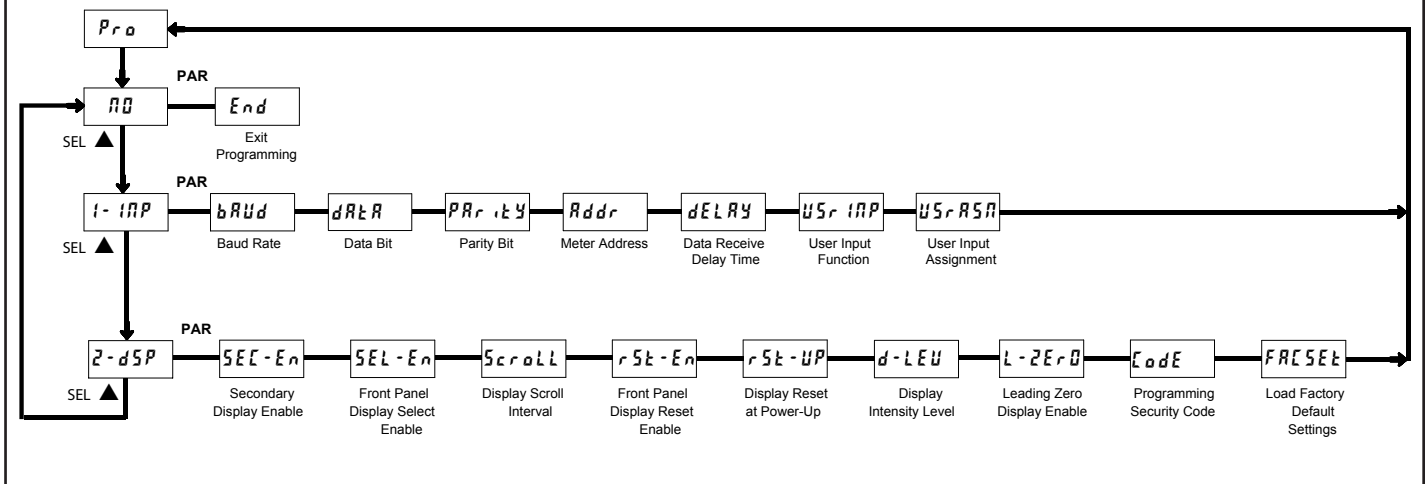 Pro
PAR
NO
End
SEL ▲
Exit
Programming
PAR
1-INP
bAUd
dAtA
PAritY
Addr
dELAY
USr INP
USrASN
SEL ▲
Baud Rate
Data Bit
Parity Bit
Meter Address
Data Receive
Delay Time
User Input
Function
User Input
Assignment
PAR
2-dSP
SEC-En
SEL-En
ScroLL
rSt-En
rSt-UP
d-LEV
L-ZErO
CodE
FACSEt
SEL ▲
Secondary
Display Enable
Front Panel
Display Select
Enable
Display Scroll
Interval
Front Panel
Display Reset
Enable
Display Reset
at Power-Up
Display
Intensity Level
Leading Zero
Display Enable
Programming
Security Code
Load Factory
Default
Settings